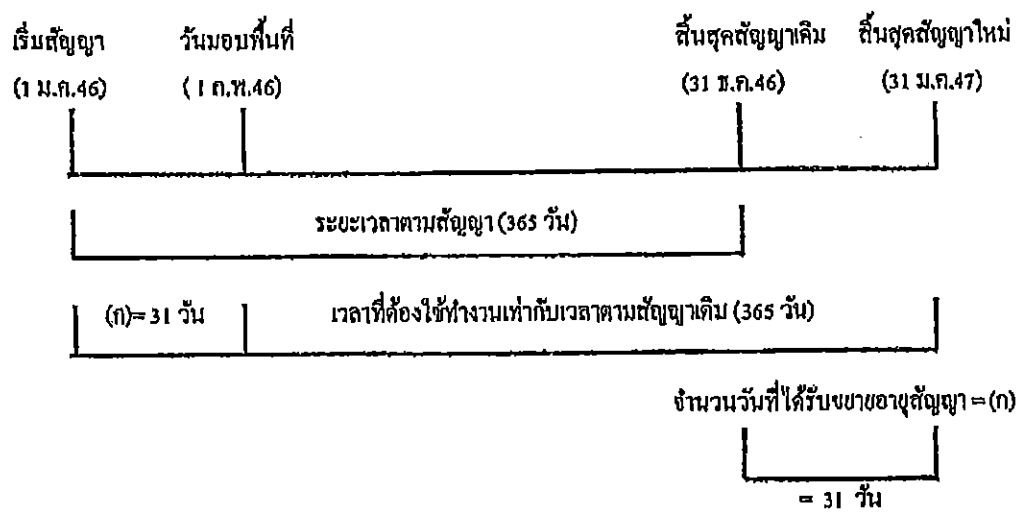 เริ่มสัญญา วันมอบพื้นที่ สิ้นสุดสัญญาเดิม สิ้นสุดสัญญาใหม่
(1 ม.ค.46) (1 ก.พ.46) (31 ธ.ค.46) (31 ม.ค.47)
ระยะเวลาตามสัญญา (365 วัน)
(ก)= 31 วัน เวลาที่ต้องใช้ทำงานเท่ากับเวลาตามสัญญาเดิม (365 วัน)
จำนวนวันที่ได้รับขยายอายุสัญญา = (ก)
= 31 วัน